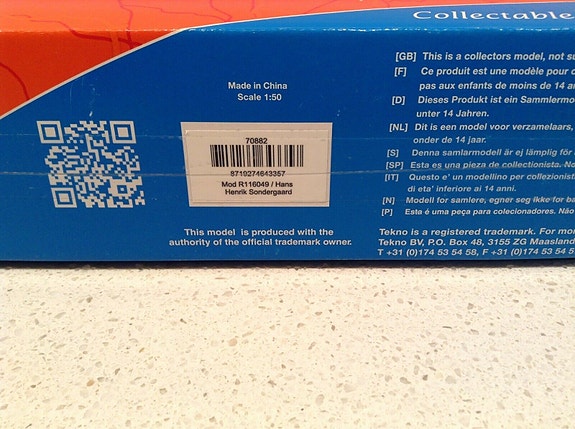 Collectable
Made in China
Scale 1:50
70882
8719274643357
Mod R116049 / Hans
Henrik Sondergaard
This model is produced with the
authority of the official trademark owner.
[GB] This is a collectors model, not
[F] Ce produit est une modèle pour
pas aux enfants de moins de 14
[D] Dieses Produkt ist ein Sammlermo
unter 14 Jahren.
[NL] Dit is een model voor verzamelaars,
onder de 14 jaar.
[S] Denna samlarmodell är ej lämplig för
[SP] Esta es una pieza de collectionista. No
[IT] Questo e' un modellino per collezionist
di eta' inferiore ai 14 anni.
[N] Modell for samlere, egner seg ikke for
[P] Esta é uma peça para colecionadores. Não
Tekno is a registered trademark. For
Tekno BV, P.O. Box 48, 3155 ZG Maasland
T +31 (0)174 53 54 58, F +31 (0)174 53 54 5